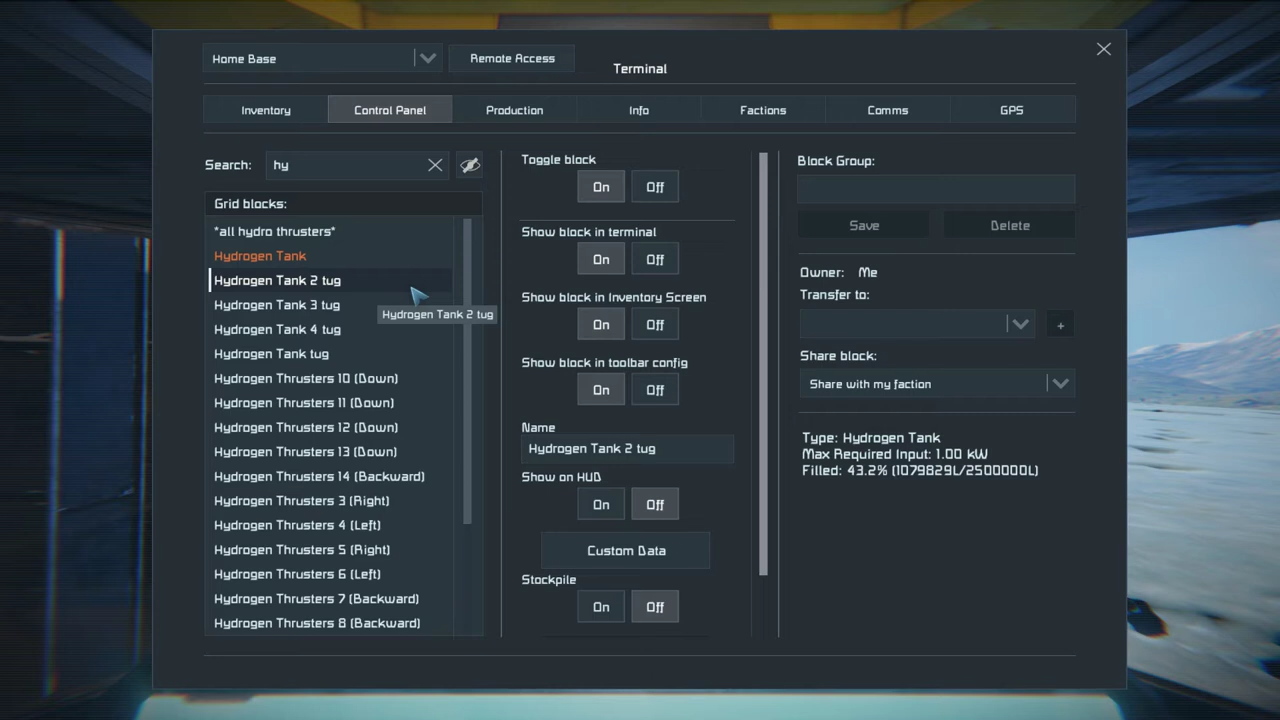 Home Base
Remote Access
Terminal
Inventory
Control Panel
Production
Info
Factions
Comms
GPS
Search:
hy
Grid blocks:
*all hydro thrusters*
Hydrogen Tank
Hydrogen Tank 2 tug
Hydrogen Tank 3 tug
Hydrogen Tank 4 tug
Hydrogen Tank tug
Hydrogen Thrusters 10 (Down)
Hydrogen Thrusters 11 (Down)
Hydrogen Thrusters 12 (Down)
Hydrogen Thrusters 13 (Down)
Hydrogen Thrusters 14 (Backward)
Hydrogen Thrusters 3 (Right)
Hydrogen Thrusters 4 (Left)
Hydrogen Thrusters 5 (Right)
Hydrogen Thrusters 6 (Left)
Hydrogen Thrusters 7 (Backward)
Hydrogen Thrusters 8 (Backward)
Hydrogen Tank 2 tug
Toggle block
On
Off
Show block in terminal
On
Off
Show block in Inventory Screen
On
Off
Show block in toolbar config
On
Off
Name
Hydrogen Tank 2 tug
Show on HUD
On
Off
Custom Data
Stockpile
On
Off
Block Group:
Save
Delete
Owner: Me
Transfer to:
+
Share block:
Share with my faction
Type: Hydrogen Tank
Max Required Input: 1.00 kW
Filled: 43.2% (1079829L/2500000L)